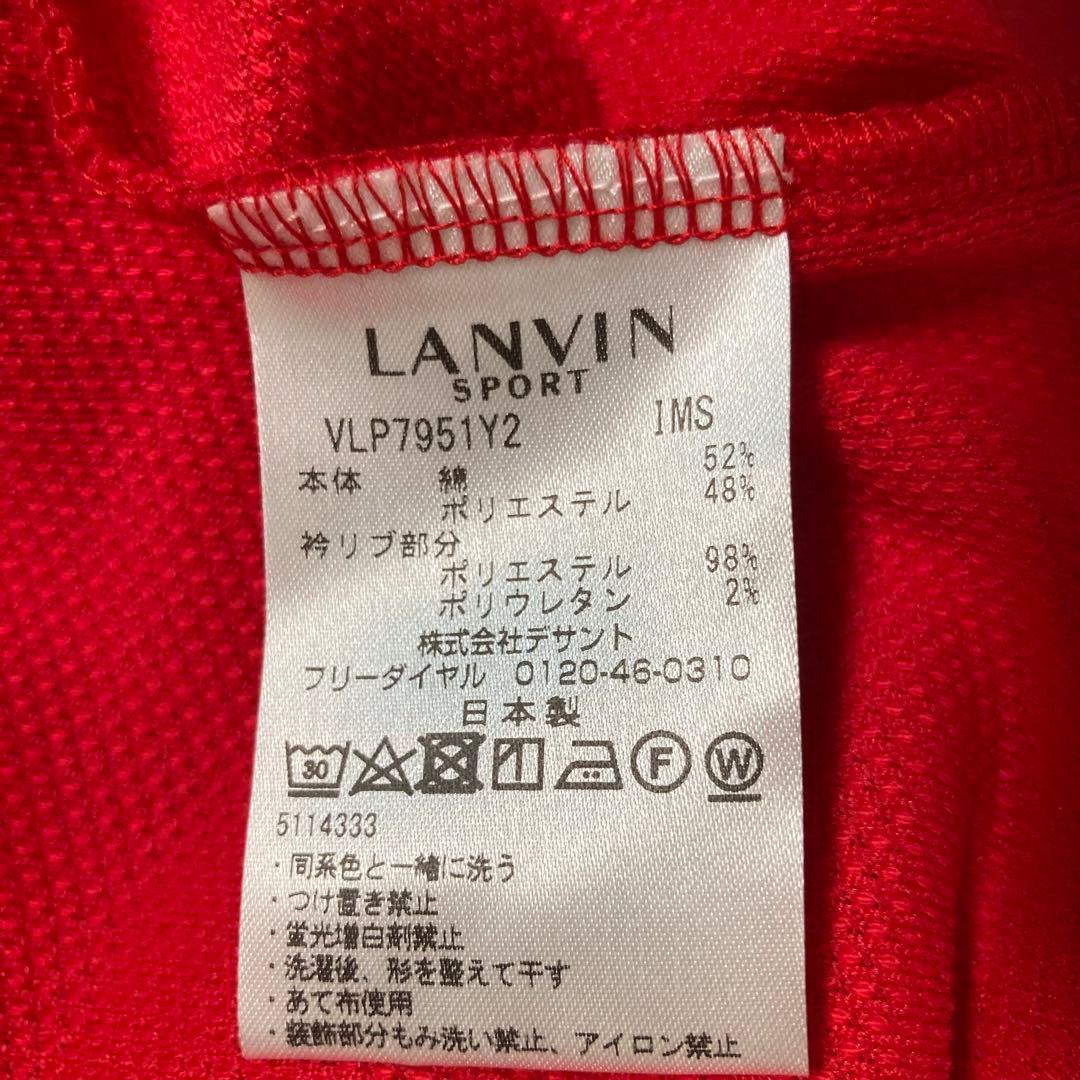 LANVIN
SPORT
VLP7951Y2 IMS
本体 綿 52%
ポリエステル 48%
衿リブ部分
ポリエステル 98%
ポリウレタン 2%
株式会社デサント
フリーダイヤル 0120-46-0310
日本製
30 F W
5114333
・同系色と一緒に洗う
・つけ置き禁止
・蛍光増白剤禁止
・洗濯後、形を整えて干す
・あて布使用
・装飾部分もみ洗い禁止、アイロン禁止